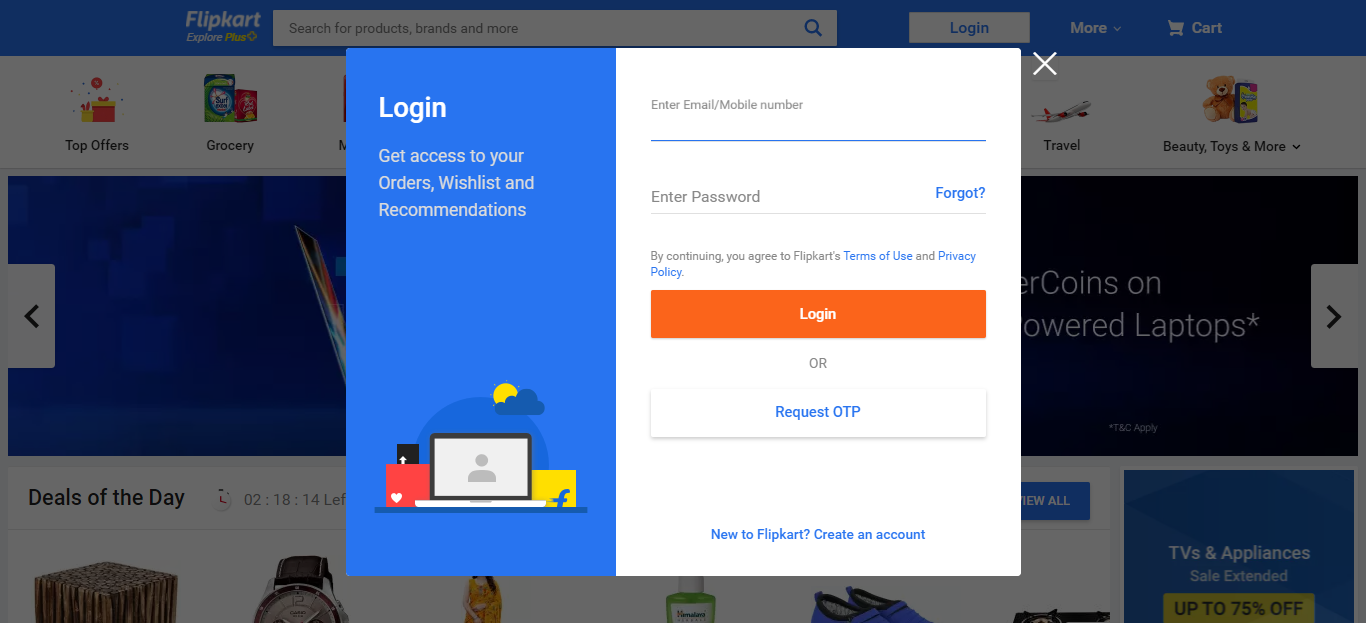 Flipkart
Explore Plus
Search for products, brands and more
Login
More
Cart
Top Offers
Grocery
M
Travel
Beauty, Toys & More
Login
Get access to your
Orders, Wishlist and
Recommendations
Enter Email/Mobile number
Enter Password
Forgot?
By continuing, you agree to Flipkart's Terms of Use and Privacy
Policy.
Login
OR
Request OTP
New to Flipkart? Create an account
erCoins on
owered Laptops*
*T&C Apply
Deals of the Day
02 : 18 : 14 Lef
VIEW ALL
TVs & Appliances
Sale Extended
UP TO 75% OFF
Himalaya